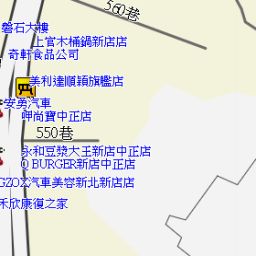 560巷
磐石大樓
上官木桶鍋新店店
奇軒食品公司
美利達順穎旗艦店
安勇汽車
呷尚寶中正店
550巷
永和豆漿大王新店中正店
Q BURGER新店中正店
GZOX汽車美容新北新店店
禾欣康復之家